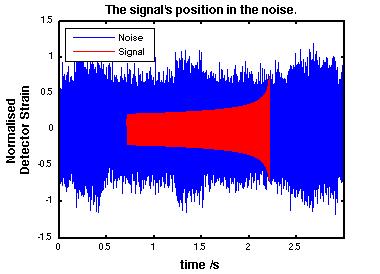 The signal's position in the noise.
1.5
Noise
Signal
1
0.5
0
-0.5
-1
-1.5
Normalised
Detector Strain
0 0.5 1 1.5 2 2.5
time /s